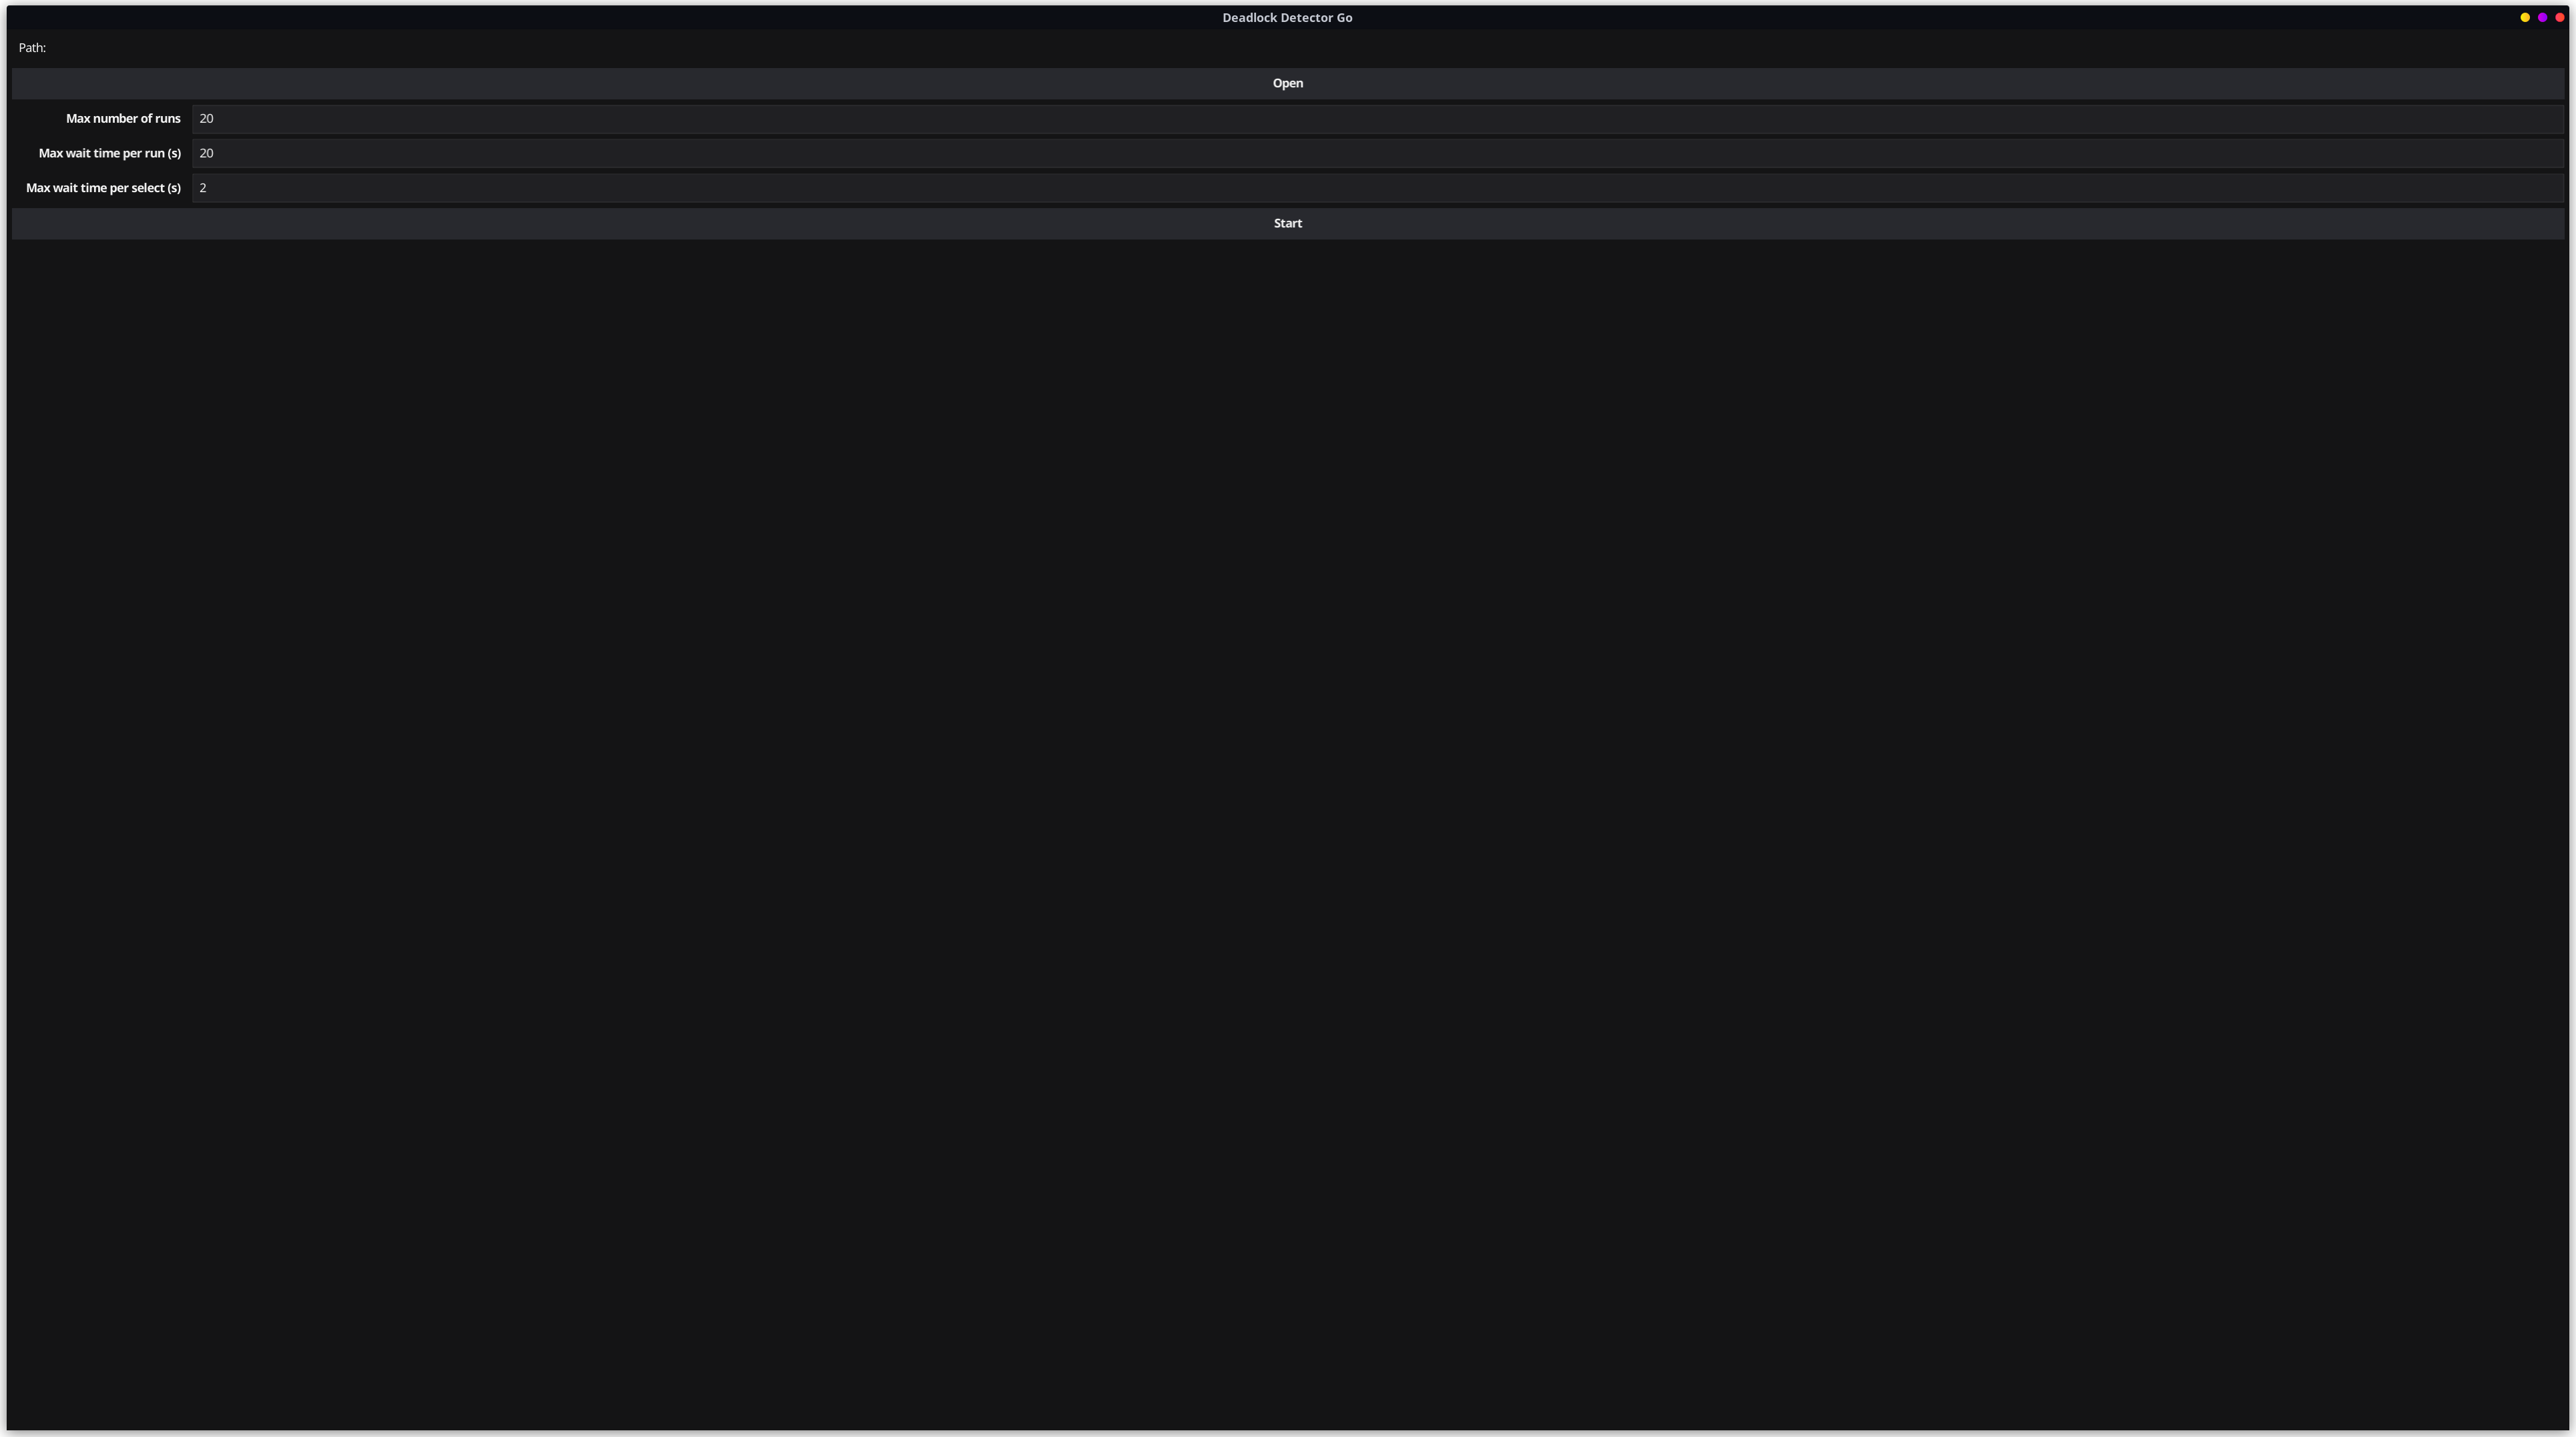 Deadlock Detector Go
Path:
Open
Max number of runs 20
Max wait time per run (s) 20
Max wait time per select (s) 2
Start